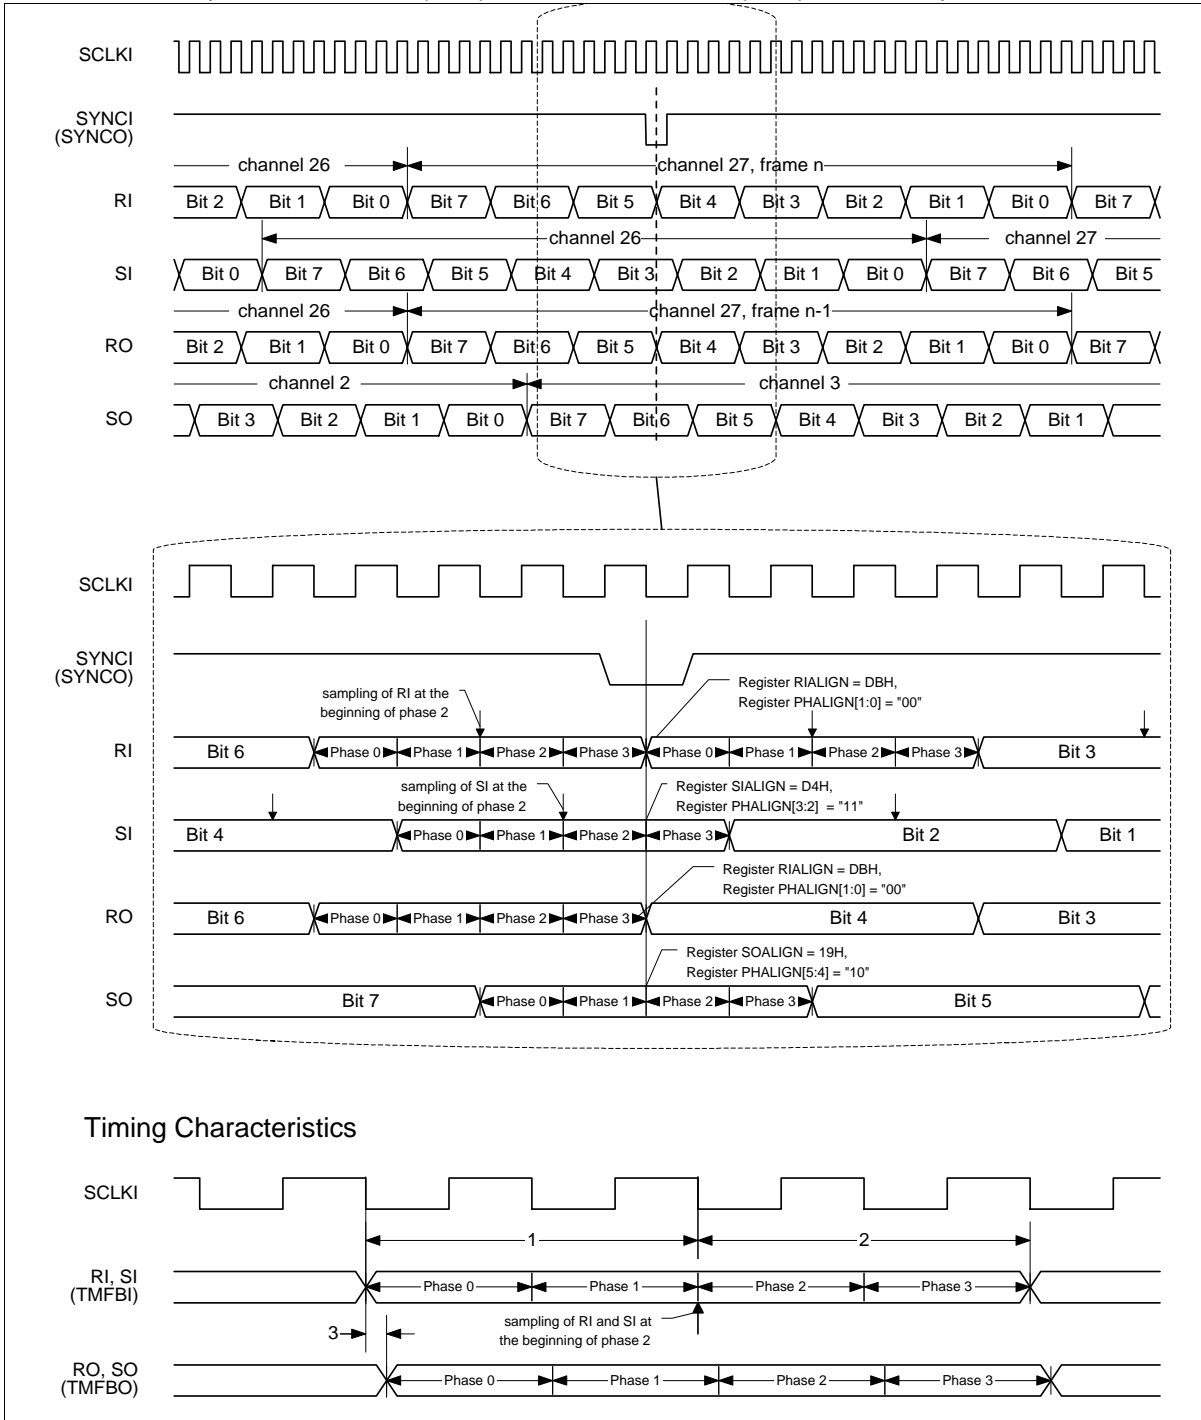 SCLKI
SYNCI
(SYNCO)
channel 26 channel 27, frame n
RI Bit 2 Bit 1 Bit 0 Bit 7 Bit 6 Bit 5 Bit 4 Bit 3 Bit 2 Bit 1 Bit 0 Bit 7
channel 26 channel 27
SI Bit 0 Bit 7 Bit 6 Bit 5 Bit 4 Bit 3 Bit 2 Bit 1 Bit 0 Bit 7 Bit 6 Bit 5
channel 26 channel 27, frame n-1
RO Bit 2 Bit 1 Bit 0 Bit 7 Bit 6 Bit 5 Bit 4 Bit 3 Bit 2 Bit 1 Bit 0 Bit 7
channel 2 channel 3
SO Bit 3 Bit 2 Bit 1 Bit 0 Bit 7 Bit 6 Bit 5 Bit 4 Bit 3 Bit 2 Bit 1
SCLKI
SYNCI
(SYNCO)
sampling of RI at the
beginning of phase 2
Register RIALIGN = DBH,
Register PHALIGN[1:0] = "00"
RI Bit 6 Phase 0 Phase 1 Phase 2 Phase 3 Phase 0 Phase 1 Phase 2 Phase 3 Bit 3
sampling of SI at the
beginning of phase 2
Register SIALIGN = D4H,
Register PHALIGN[3:2] = "11"
SI Bit 4 Phase 0 Phase 1 Phase 2 Phase 3 Bit 2 Bit 1
Register RIALIGN = DBH,
Register PHALIGN[1:0] = "00"
RO Bit 6 Phase 0 Phase 1 Phase 2 Phase 3 Bit 4 Bit 3
Register SOALIGN = 19H,
Register PHALIGN[5:4] = "10"
SO Bit 7 Phase 0 Phase 1 Phase 2 Phase 3 Bit 5
Timing Characteristics
SCLKI
1 2
RI, SI
(TMFBI)
Phase 0 Phase 1 Phase 2 Phase 3
sampling of RI and SI at
the beginning of phase 2
3
RO, SO
(TMFBO)
Phase 0 Phase 1 Phase 2 Phase 3